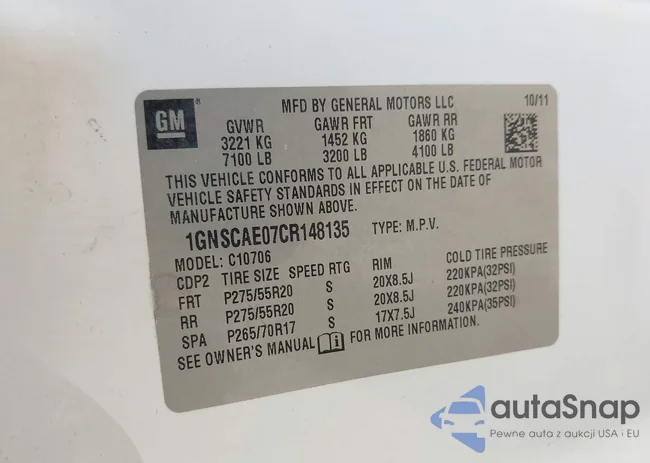 GM ®
MFD BY GENERAL MOTORS LLC 10/11
GVWR GAWR FRT GAWR RR
3221 KG 1452 KG 1860 KG
7100 LB 3200 LB 4100 LB
THIS VEHICLE CONFORMS TO ALL APPLICABLE U.S. FEDERAL MOTOR
VEHICLE SAFETY STANDARDS IN EFFECT ON THE DATE OF
MANUFACTURE SHOWN ABOVE.
1GNSCAE07CR148135 TYPE: M.P.V.
MODEL: C10706
CDP2 TIRE SIZE SPEED RTG RIM COLD TIRE PRESSURE
FRT P275/55R20 S 20X8.5J 220KPA(32PSI)
RR P275/55R20 S 20X8.5J 220KPA(32PSI)
SPA P265/70R17 S 17X7.5J 240KPA(35PSI)
SEE OWNER'S MANUAL i FOR MORE INFORMATION.
autaSnap
Pewne auta z aukcji USA · EU